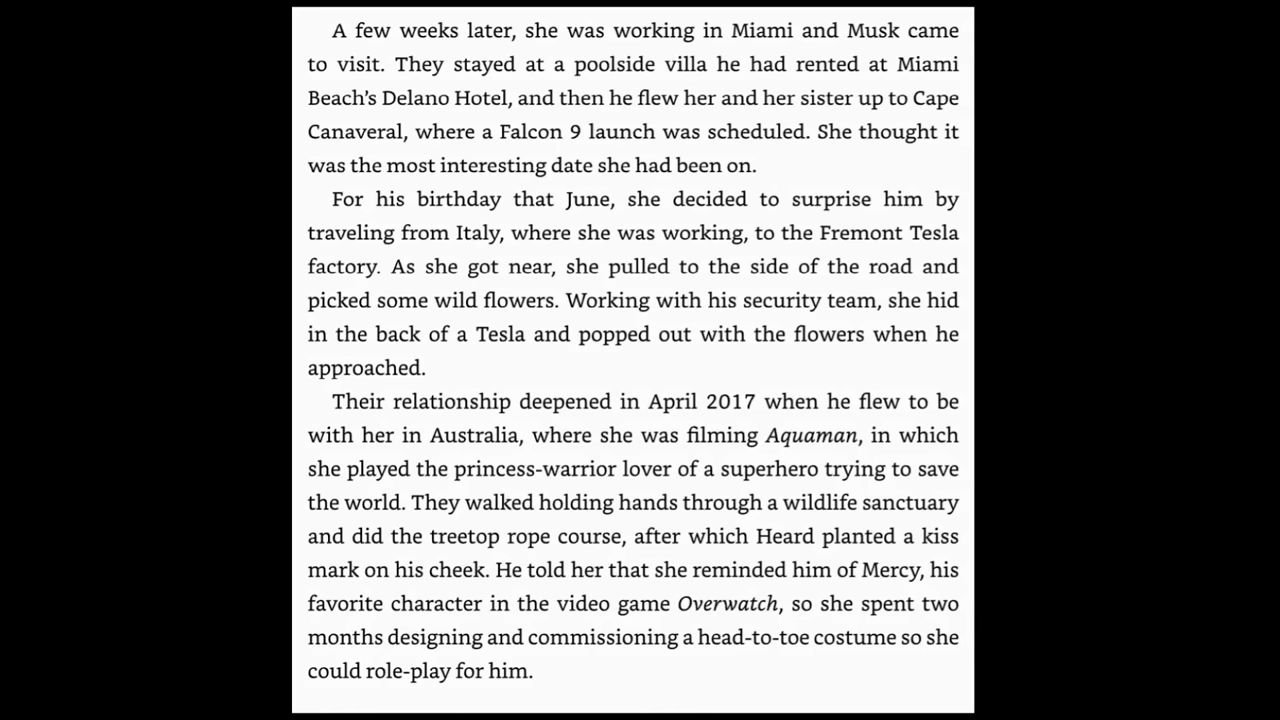 A few weeks later, she was working in Miami and Musk came
to visit. They stayed at a poolside villa he had rented at Miami
Beach’s Delano Hotel, and then he flew her and her sister up to Cape
Canaveral, where a Falcon 9 launch was scheduled. She thought it
was the most interesting date she had been on.
For his birthday that June, she decided to surprise him by
traveling from Italy, where she was working, to the Fremont Tesla
factory. As she got near, she pulled to the side of the road and
picked some wild flowers. Working with his security team, she hid
in the back of a Tesla and popped out with the flowers when he
approached.
Their relationship deepened in April 2017 when he flew to be
with her in Australia, where she was filming Aquaman, in which
she played the princess-warrior lover of a superhero trying to save
the world. They walked holding hands through a wildlife sanctuary
and did the treetop rope course, after which Heard planted a kiss
mark on his cheek. He told her that she reminded him of Mercy, his
favorite character in the video game Overwatch, so she spent two
months designing and commissioning a head-to-toe costume so she
could role-play for him.